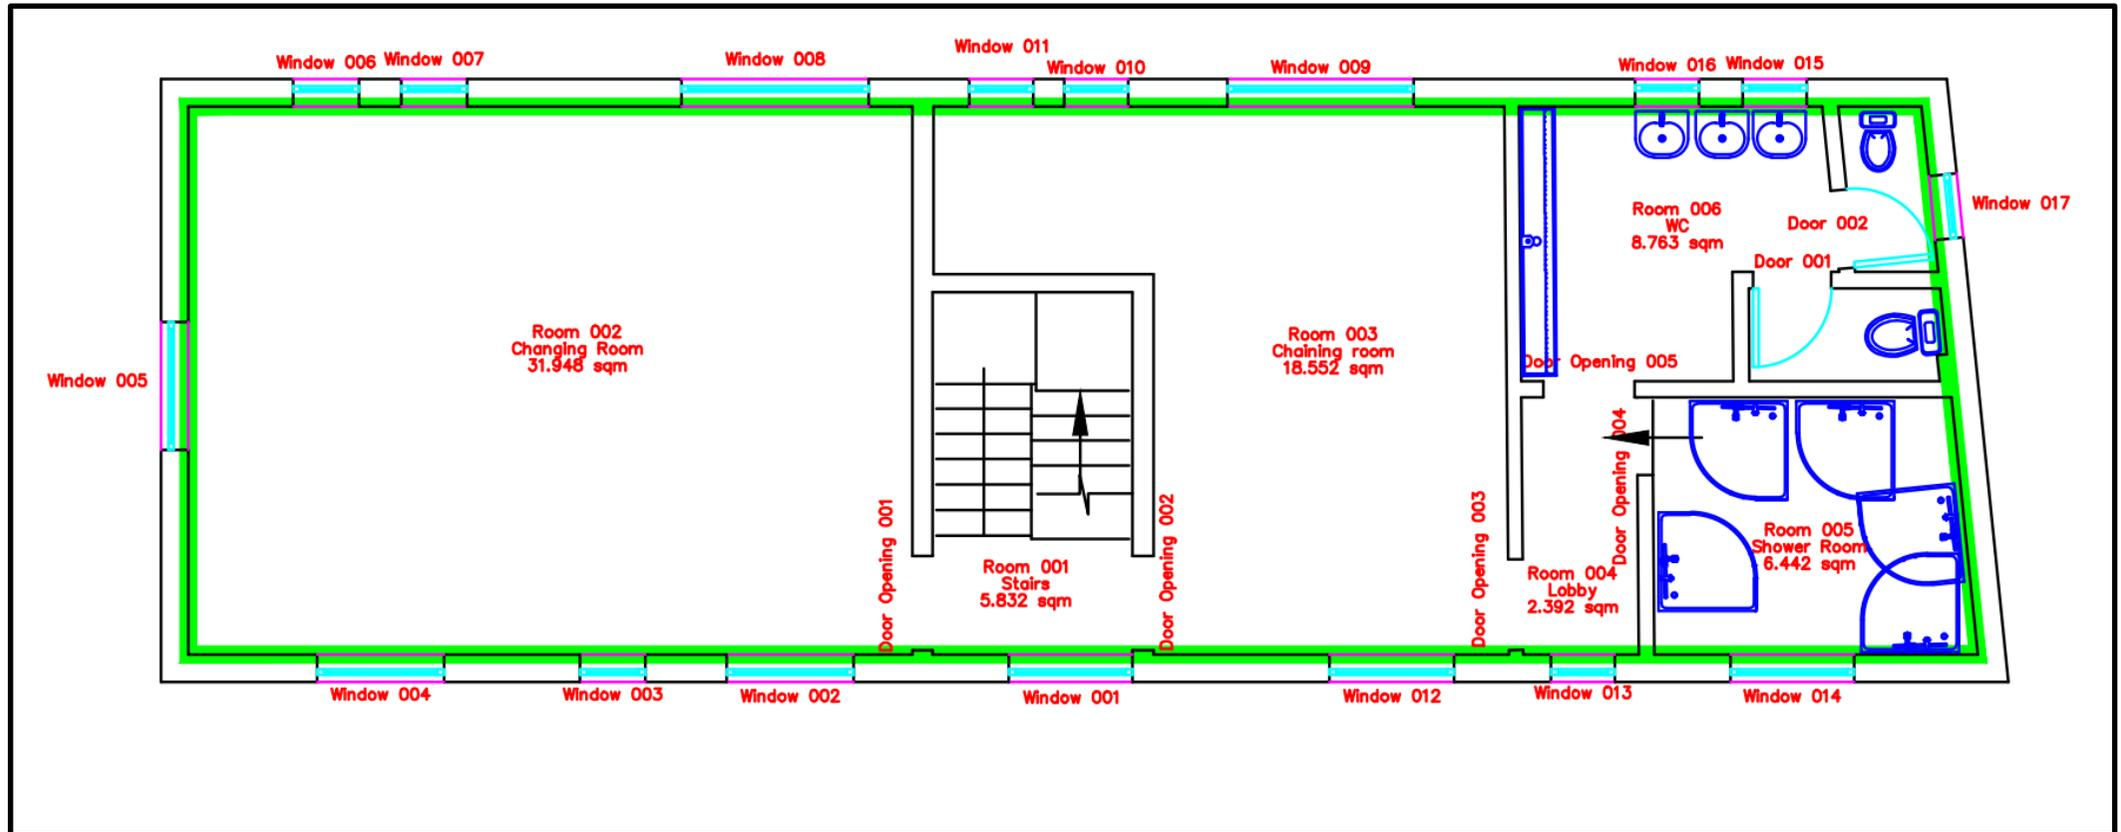 Window 006
Window 007
Window 008
Window 011
Window 010
Window 009
Window 016
Window 015
Window 017
Room 006
WC
8.763 sqm
Door 002
Door 001
Room 002
Changing Room
31.948 sqm
Room 003
Chaining room
18.552 sqm
Door Opening 005
Window 005
Door Opening 004
Door Opening 001
Door Opening 002
Door Opening 003
Room 001
Stairs
5.832 sqm
Room 004
Lobby
2.392 sqm
Room 005
Shower Room
6.442 sqm
Window 004
Window 003
Window 002
Window 001
Window 012
Window 013
Window 014